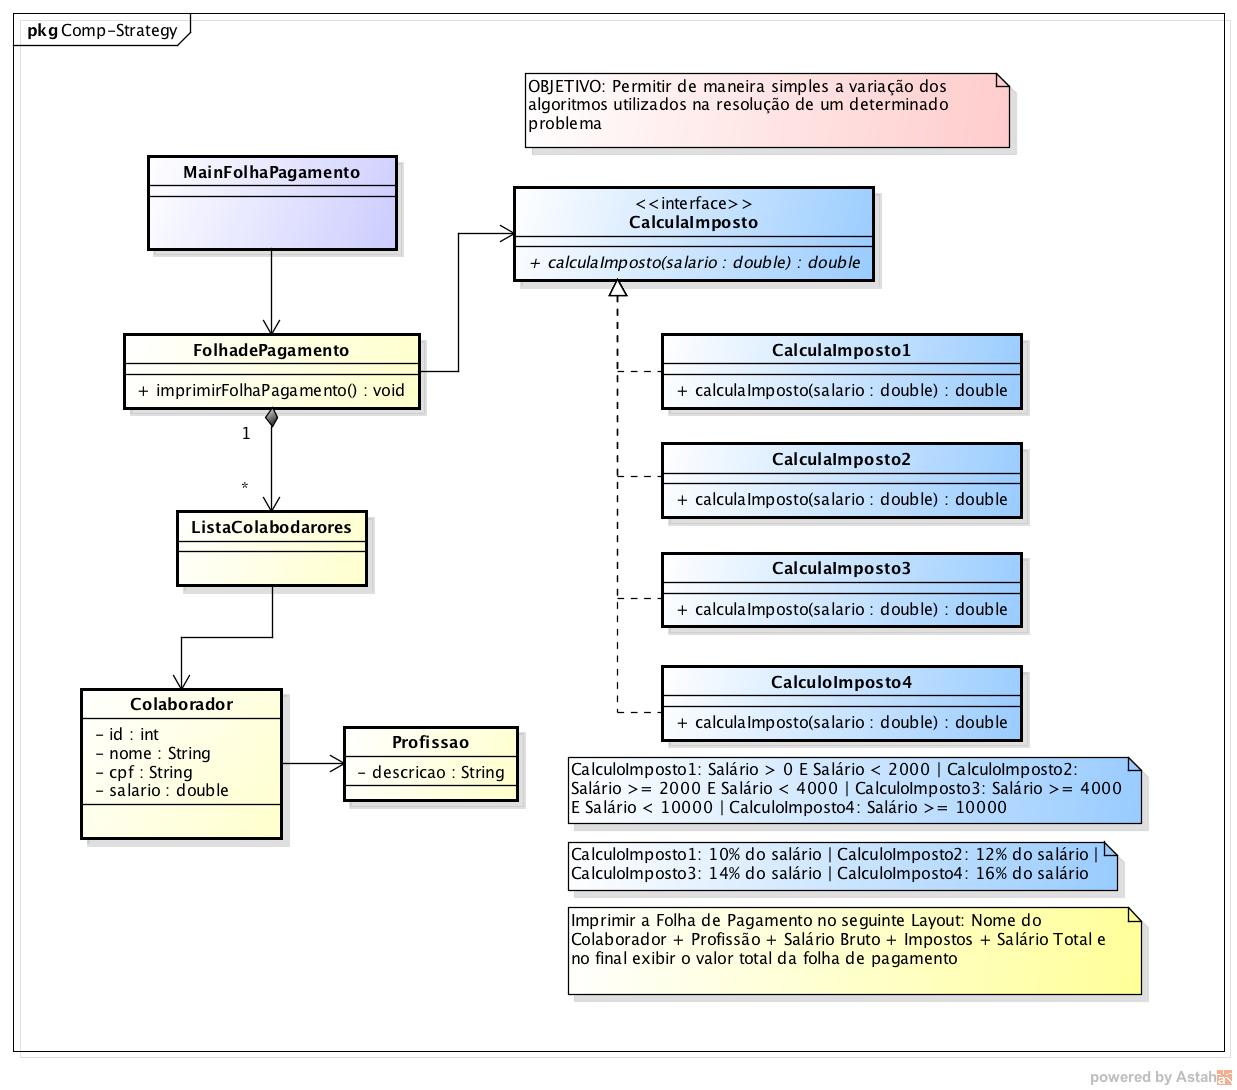 pkg Comp-Strategy
OBJETIVO: Permitir de maneira simples a variação dos
algoritmos utilizados na resolução de um determinado
problema
MainFolhaPagamento
<<interface>>
CalculaImposto
+ calculaImposto(salario : double) : double
FolhadePagamento
+ imprimirFolhaPagamento() : void
CalculaImposto1
+ calculaImposto(salario : double) : double
1
*
CalculaImposto2
+ calculaImposto(salario : double) : double
ListaColabodarores
CalculaImposto3
+ calculaImposto(salario : double) : double
CalculoImposto4
+ calculaImposto(salario : double) : double
Colaborador
- id : int
- nome : String
- cpf : String
- salario : double
Profissao
- descricao : String
CalculoImposto1: Salário > 0 E Salário < 2000 | CalculoImposto2:
Salário >= 2000 E Salário < 4000 | CalculoImposto3: Salário >= 4000
E Salário < 10000 | CalculoImposto4: Salário >= 10000
CalculoImposto1: 10% do salário | CalculoImposto2: 12% do salário |
CalculoImposto3: 14% do salário | CalculoImposto4: 16% do salário
Imprimir a Folha de Pagamento no seguinte Layout: Nome do
Colaborador + Profissão + Salário Bruto + Impostos + Salário Total e
no final exibir o valor total da folha de pagamento
powered by Astah